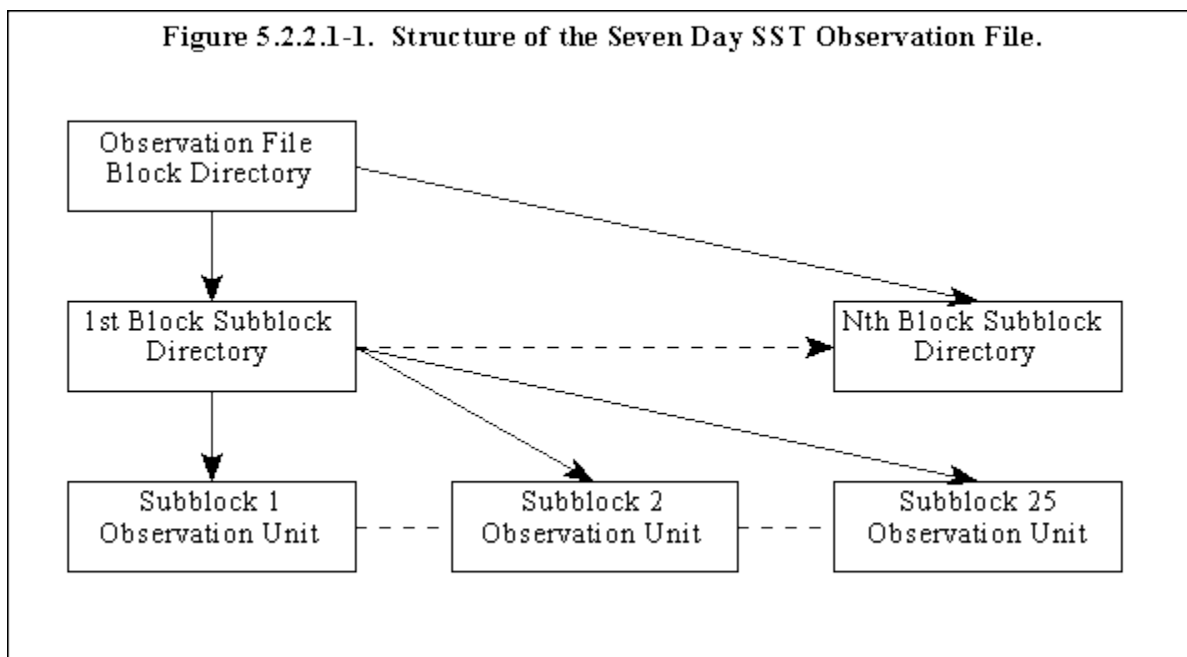 Figure 5.2.2.1-1. Structure of the Seven Day SST Observation File.
Observation File
Block Directory
1st Block Subblock
Directory
Nth Block Subblock
Directory
Subblock 1
Observation Unit
Subblock 2
Observation Unit
Subblock 25
Observation Unit